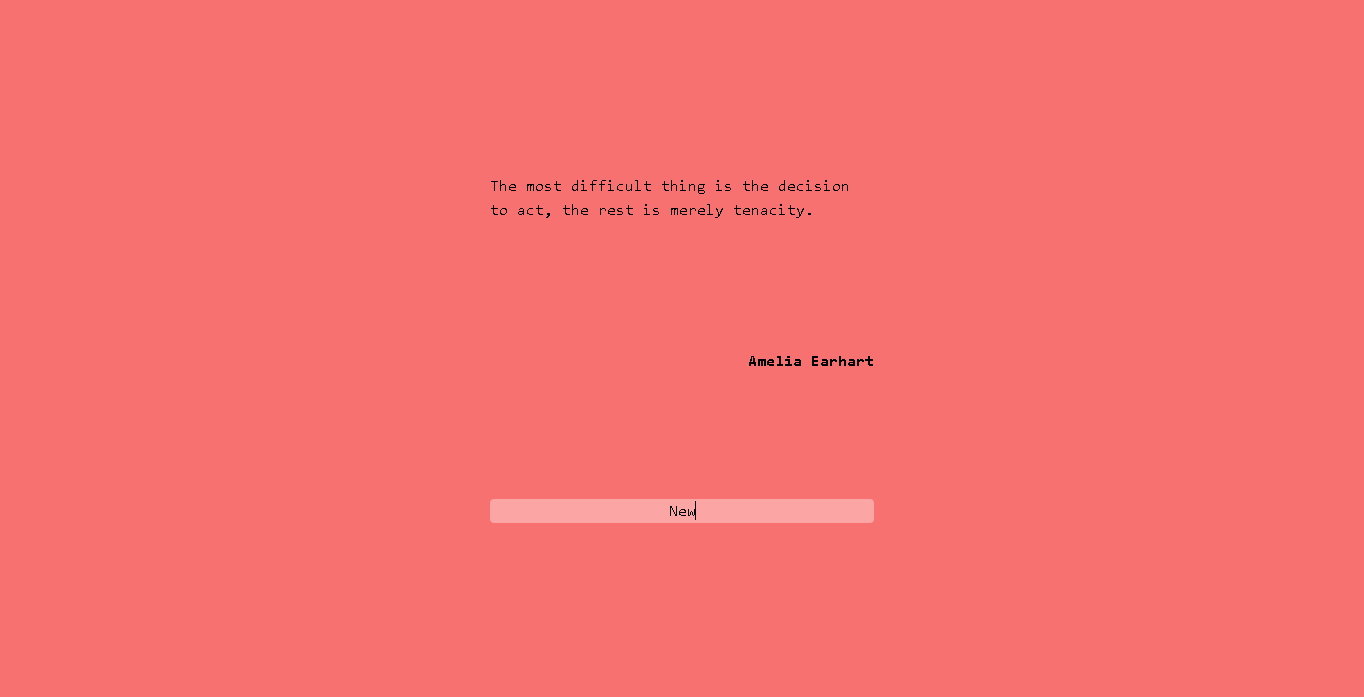 The most difficult thing is the decision
to act, the rest is merely tenacity.
Amelia Earhart
New